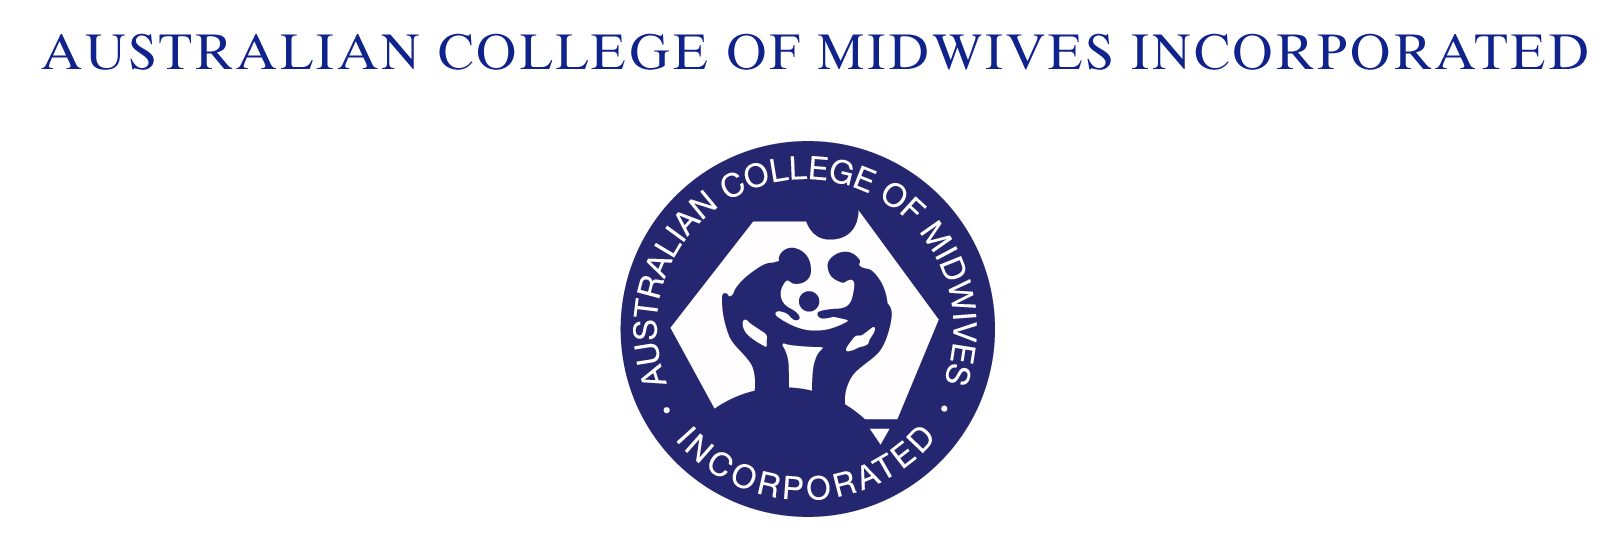 AUSTRALIAN COLLEGE OF MIDWIVES INCORPORATED
AUSTRALIAN COLLEGE OF MIDWIVES
· INCORPORATED ·